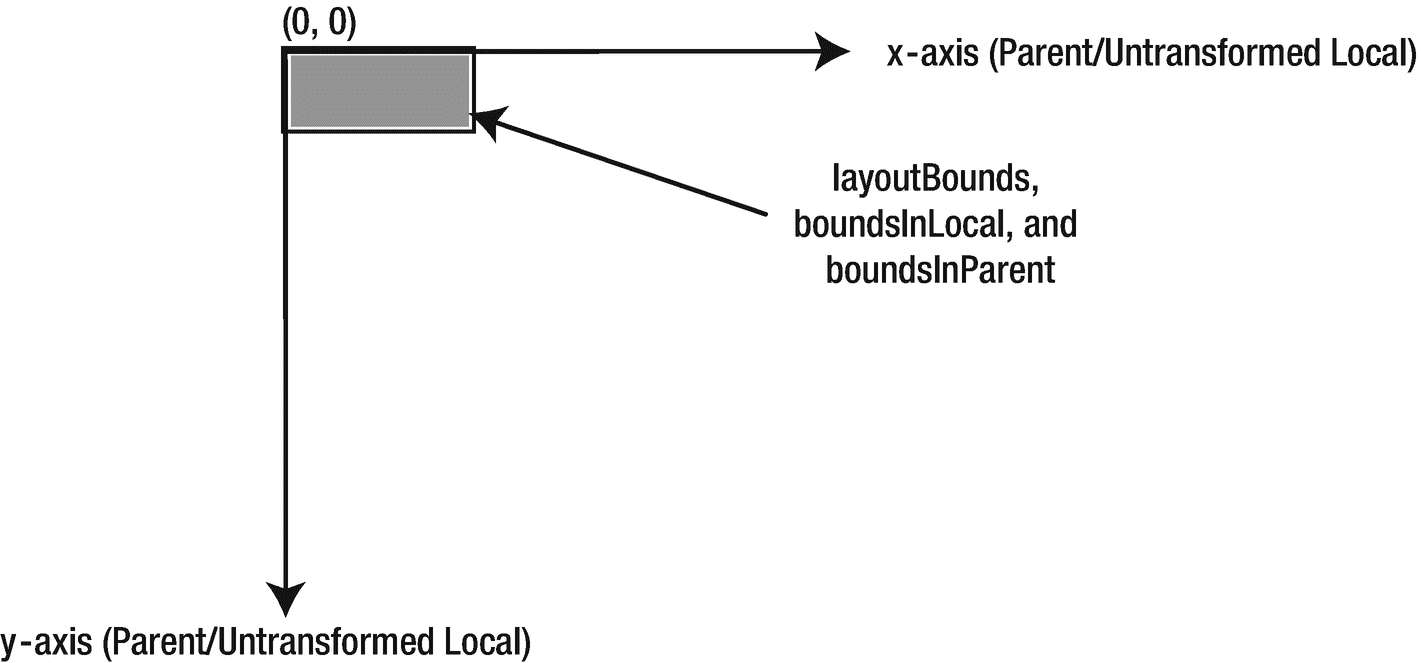 (0, 0)
x-axis (Parent/Untransformed Local)
layoutBounds,
boundsInLocal, and
boundsInParent
y-axis (Parent/Untransformed Local)